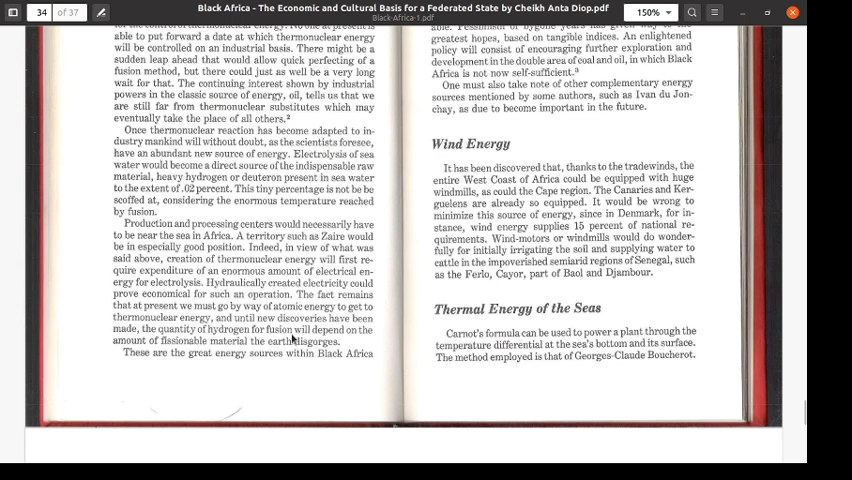 34
of 37
Black Africa - The Economic and Cultural Basis for a Federated State by Cheikh Anta Diop.pdf
Black-Africa-1.pdf
150%
able to put forward a date at which thermonuclear energy
will be controlled on an industrial basis. There might be a
sudden leap ahead that would allow quick perfecting of a
fusion method, but there could just as well be a very long
wait for that. The continuing interest shown by industrial
powers in the classic source of energy, oil, tells us that we
are still far from thermonuclear substitutes which may
eventually take the place of all others.²
Once thermonuclear reaction has become adapted to in-
dustry mankind will without doubt, as the scientists foresee,
have an abundant new source of energy. Electrolysis of sea
water would become a direct source of the indispensable raw
material, heavy hydrogen or deuteron present in sea water
to the extent of .02 percent. This tiny percentage is not be be
scoffed at, considering the enormous temperature reached
by fusion.
Production and processing centers would necessarily have
to be near the sea in Africa. A territory such as Zaire would
be in especially good position. Indeed, in view of what was
said above, creation of thermonuclear energy will first re-
quire expenditure of an enormous amount of electrical en-
ergy for electrolysis. Hydraulically created electricity could
prove economical for such an operation. The fact remains
that at present we must go by way of atomic energy to get to
thermonuclear energy, and until new discoveries have been
made, the quantity of hydrogen for fusion will depend on the
amount of fissionable material the earth disgorges.
These are the great energy sources within Black Africa
greatest hopes, based on tangible indices. An enlightened
policy will consist of encouraging further exploration and
development in the double area of coal and oil, in which Black
Africa is not now self-sufficient.³
One must also take note of other complementary energy
sources mentioned by some authors, such as Ivan du Jon-
chay, as due to become important in the future.
Wind Energy
It has been discovered that, thanks to the tradewinds, the
entire West Coast of Africa could be equipped with huge
windmills, as could the Cape region. The Canaries and Ker-
guelens are already so equipped. It would be wrong to
minimize this source of energy, since in Denmark, for in-
stance, wind energy supplies 15 percent of national re-
quirements. Wind-motors or windmills would do wonder-
fully for initially irrigating the soil and supplying water to
cattle in the impoverished semiarid regions of Senegal, such
as the Ferlo, Cayor, part of Baol and Djambour.
Thermal Energy of the Seas
Carnot's formula can be used to power a plant through the
temperature differential at the sea's bottom and its surface.
The method employed is that of Georges-Claude Boucherot.